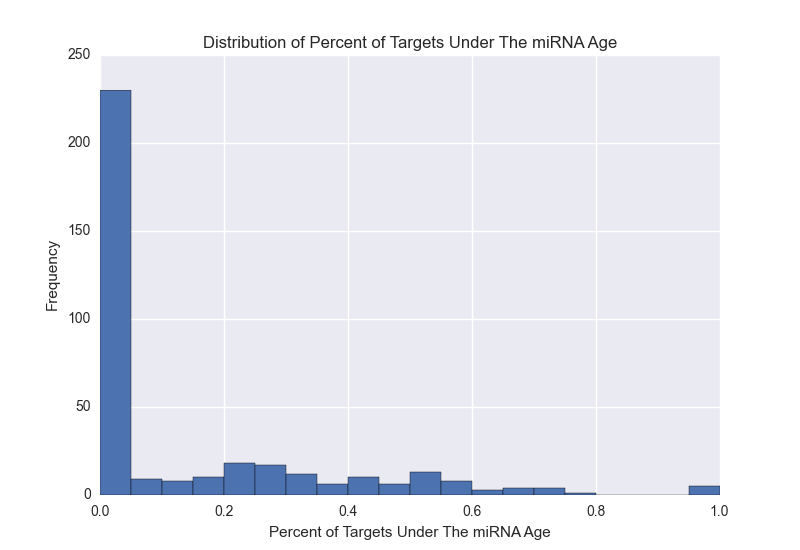 Distribution of Percent of Targets Under The miRNA Age
250
200
150
100
50
0
Frequency
0.0 0.2 0.4 0.6 0.8 1.0
Percent of Targets Under The miRNA Age